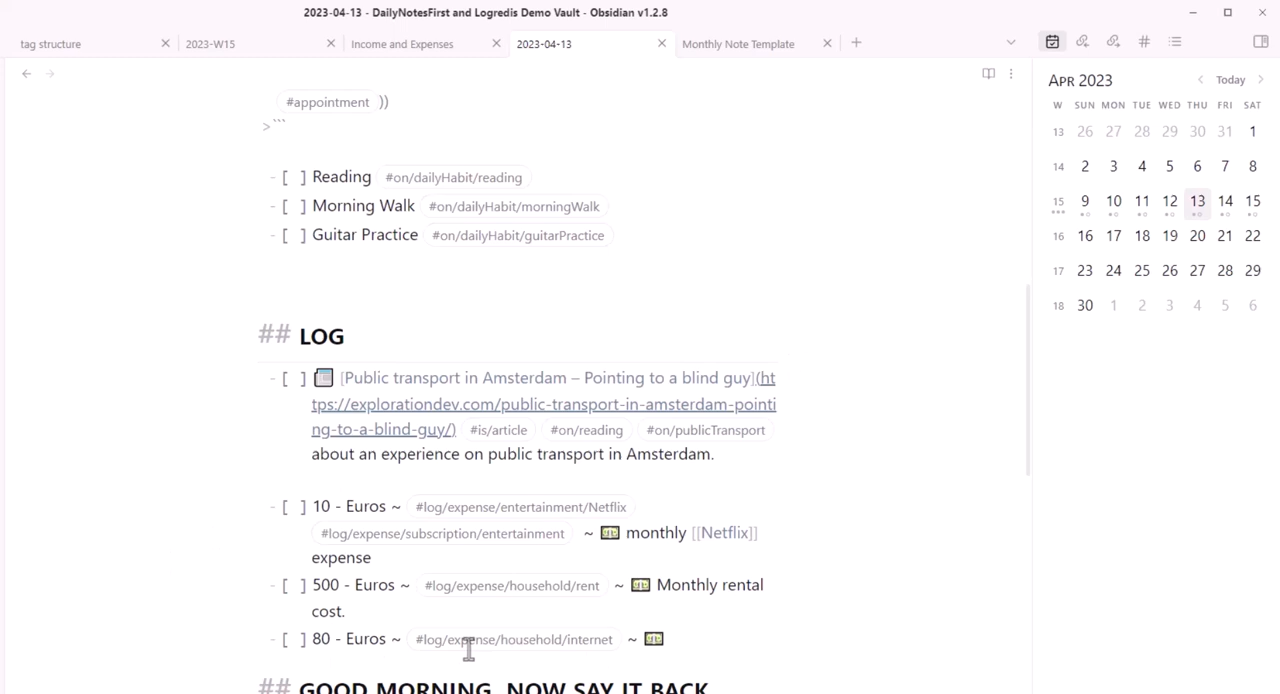 2023-04-13 - DailyNotesFirst and Logredis Demo Vault - Obsidian v1.2.8
tag structure
2023-W15
Income and Expenses
2023-04-13
Monthly Note Template
#appointment ))
>```
- [ ] Reading #on/dailyHabit/reading
- [ ] Morning Walk #on/dailyHabit/morningWalk
- [ ] Guitar Practice #on/dailyHabit/guitarPractice
## LOG
- [ ] [Public transport in Amsterdam – Pointing to a blind guy](ht
tps://explorationdev.com/public-transport-in-amsterdam-pointi
ng-to-a-blind-guy/) #is/article #on/reading #on/publicTransport
about an experience on public transport in Amsterdam.
- [ ] 10 - Euros ~ #log/expense/entertainment/Netflix
#log/expense/subscription/entertainment ~ 💵 monthly [[Netflix]]
expense
- [ ] 500 - Euros ~ #log/expense/household/rent ~ 💵 Monthly rental
cost.
- [ ] 80 - Euros ~ #log/expense/household/internet ~ 💵
## GOOD MORNING, NOW SAY IT BACK
APR 2023
Today
W SUN MON TUE WED THU FRI SAT
13 26 27 28 29 30 31 1
14 2 3 4 5 6 7 8
15 9 10 11 12 13 14 15
16 16 17 18 19 20 21 22
17 23 24 25 26 27 28 29
18 30 1 2 3 4 5 6